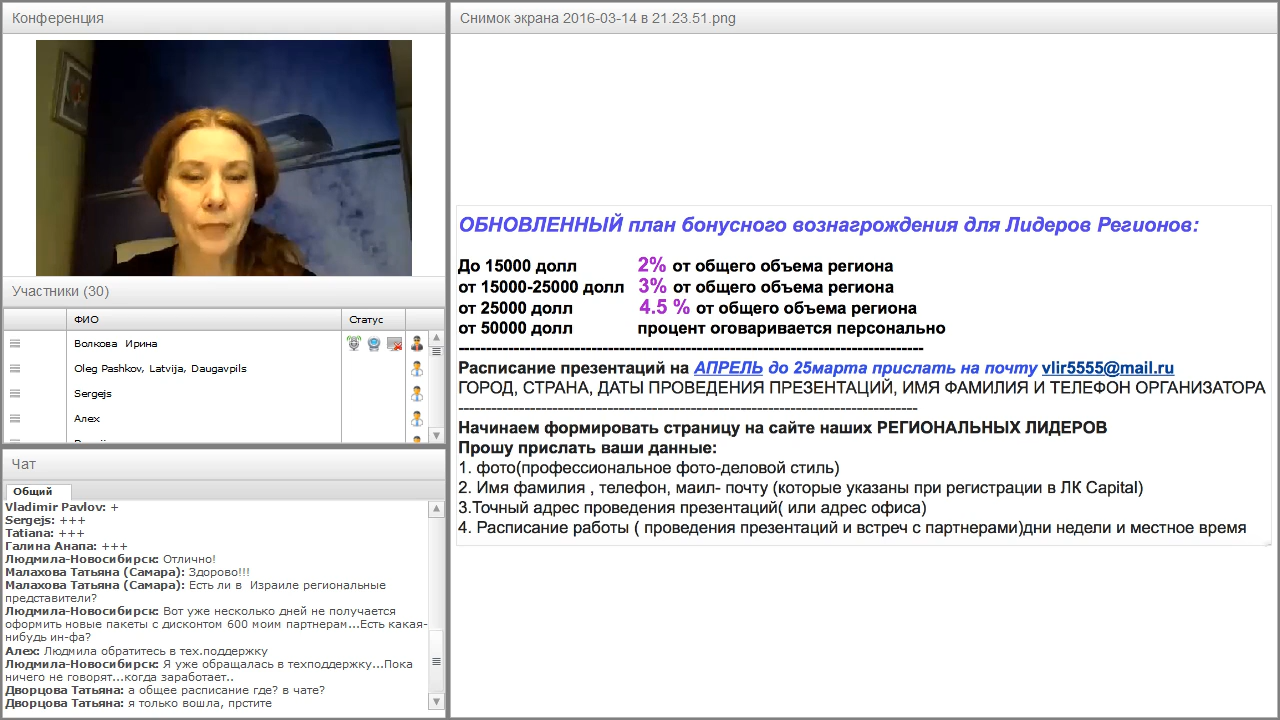 Конференция
Участники (30)
ФИО Статус
Волкова Ирина
Oleg Pashkov, Latvija, Daugavpils
Sergejs
Алех
Чат
Общий
Vladimir Pavlov: +
Sergejs: +++
Tatiana: +++
Галина Анапа: +++
Людмила-Новосибирск: Отлично!
Малахова Татьяна (Самара): Здорово!!!
Малахова Татьяна (Самара): Есть ли в Израиле региональные
представители?
Людмила-Новосибирск: Вот уже несколько дней не получается
оформить новые пакеты с дисконтом 600 моим партнерам...Есть какая-
нибудь ин-фа?
Алех: Людмила обратитесь в тех.поддержку
Людмила-Новосибирск: Я уже обращалась в техподдержку...Пока
ничего не говорят...когда заработает..
Дворцова Татьяна: а общее расписание где? в чате?
Дворцова Татьяна: я только вошла, прстите
Снимок экрана 2016-03-14 в 21.23.51.png
ОБНОВЛЕННЫЙ план бонусного вознагрождения для Лидеров Регионов:
До 15000 долл 2% от общего объема региона
от 15000-25000 долл 3% от общего объема региона
от 25000 долл 4.5 % от общего объема региона
от 50000 долл процент оговаривается персонально
Расписание презентаций на АПРЕЛЬ до 25марта прислать на почту vlir5555@mail.ru
ГОРОД, СТРАНА, ДАТЫ ПРОВЕДЕНИЯ ПРЕЗЕНТАЦИЙ, ИМЯ ФАМИЛИЯ И ТЕЛЕФОН ОРГАНИЗАТОРА
Начинаем формировать страницу на сайте наших РЕГИОНАЛЬНЫХ ЛИДЕРОВ
Прошу прислать ваши данные:
1. фото(профессиональное фото-деловой стиль)
2. Имя фамилия , телефон, маил- почту (которые указаны при регистрации в ЛК Capital)
3.Точный адрес проведения презентаций( или адрес офиса)
4. Расписание работы ( проведения презентаций и встреч с партнерами)дни недели и местное время